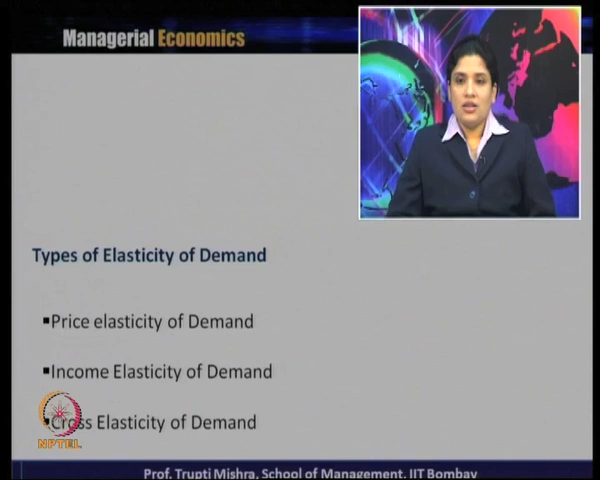 Managerial Economics
Types of Elasticity of Demand
▪Price elasticity of Demand
▪Income Elasticity of Demand
▪Cross Elasticity of Demand
NPTEL
Prof. Trupti Mishra, School of Management, IIT Bombay